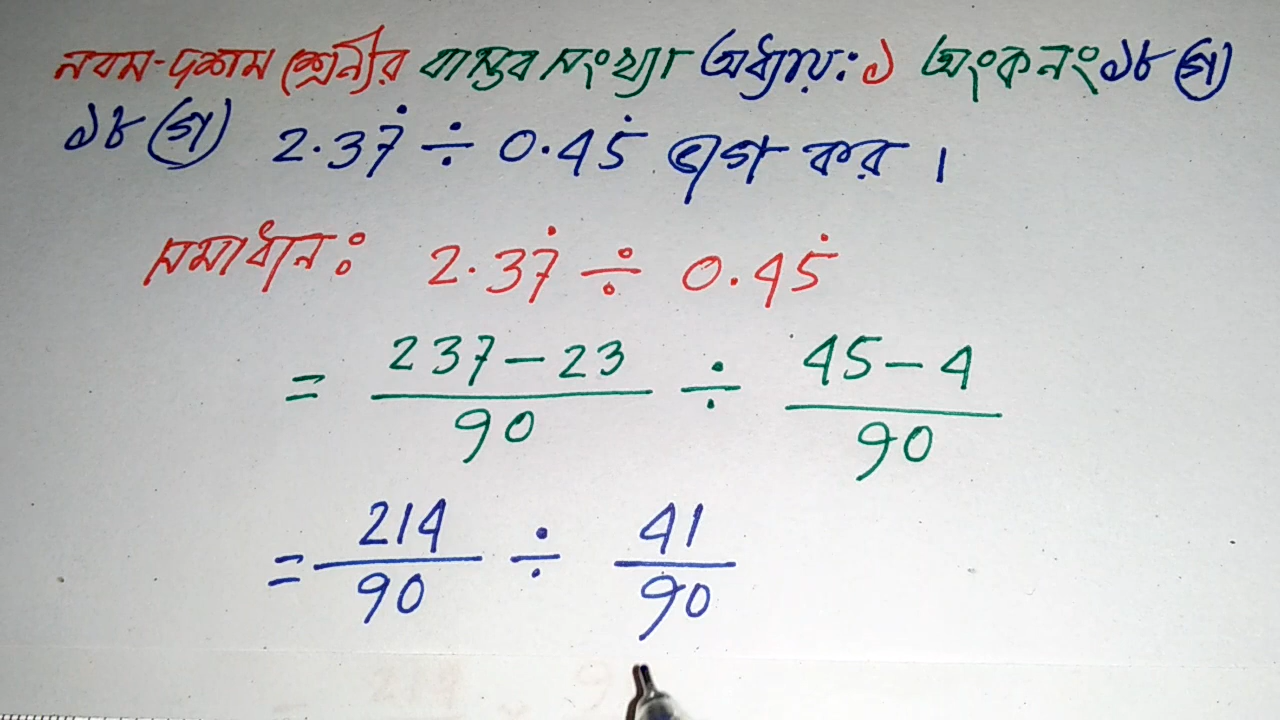 নবম-দশম শ্রেনীর বাস্তব সংখ্যা অধ্যায়: ১ অংক নং ১৮ (গ)
১৮ (গ) 2.37̇ ÷ 0.45̇ ভাগ কর ।
সমাধান: 2.37̇ ÷ 0.45̇
= (237-23)/90 ÷ (45-4)/90
= 214/90 ÷ 41/90